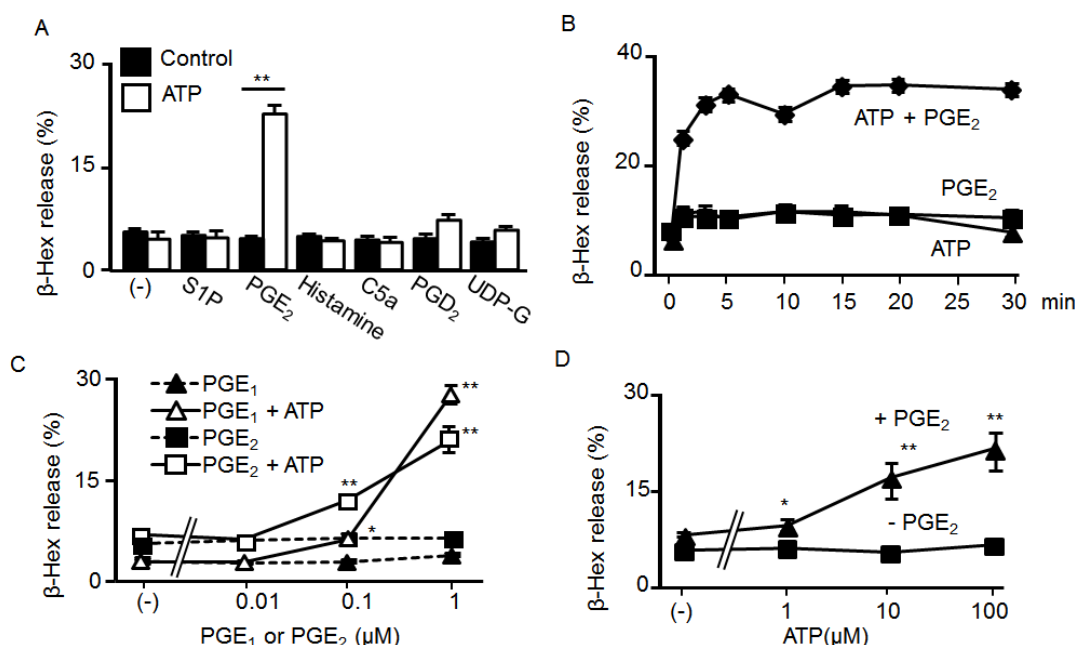 A
30
15
0
β-Hex release (%)
Control
ATP
**
(-)
S1P
PGE₂
Histamine
C5a
PGD₂
UDP-G
B
40
20
0
β-Hex release (%)
ATP + PGE₂
PGE₂
ATP
0 5 10 15 20 25 30 min
C
30
15
0
β-Hex release (%)
PGE₁
PGE₁ + ATP
PGE₂
PGE₂ + ATP
**
**
**
*
(-) 0.01 0.1 1
PGE₁ or PGE₂ (μM)
D
30
15
0
β-Hex release (%)
+ PGE₂
**
**
*
- PGE₂
(-) 1 10 100
ATP(μM)